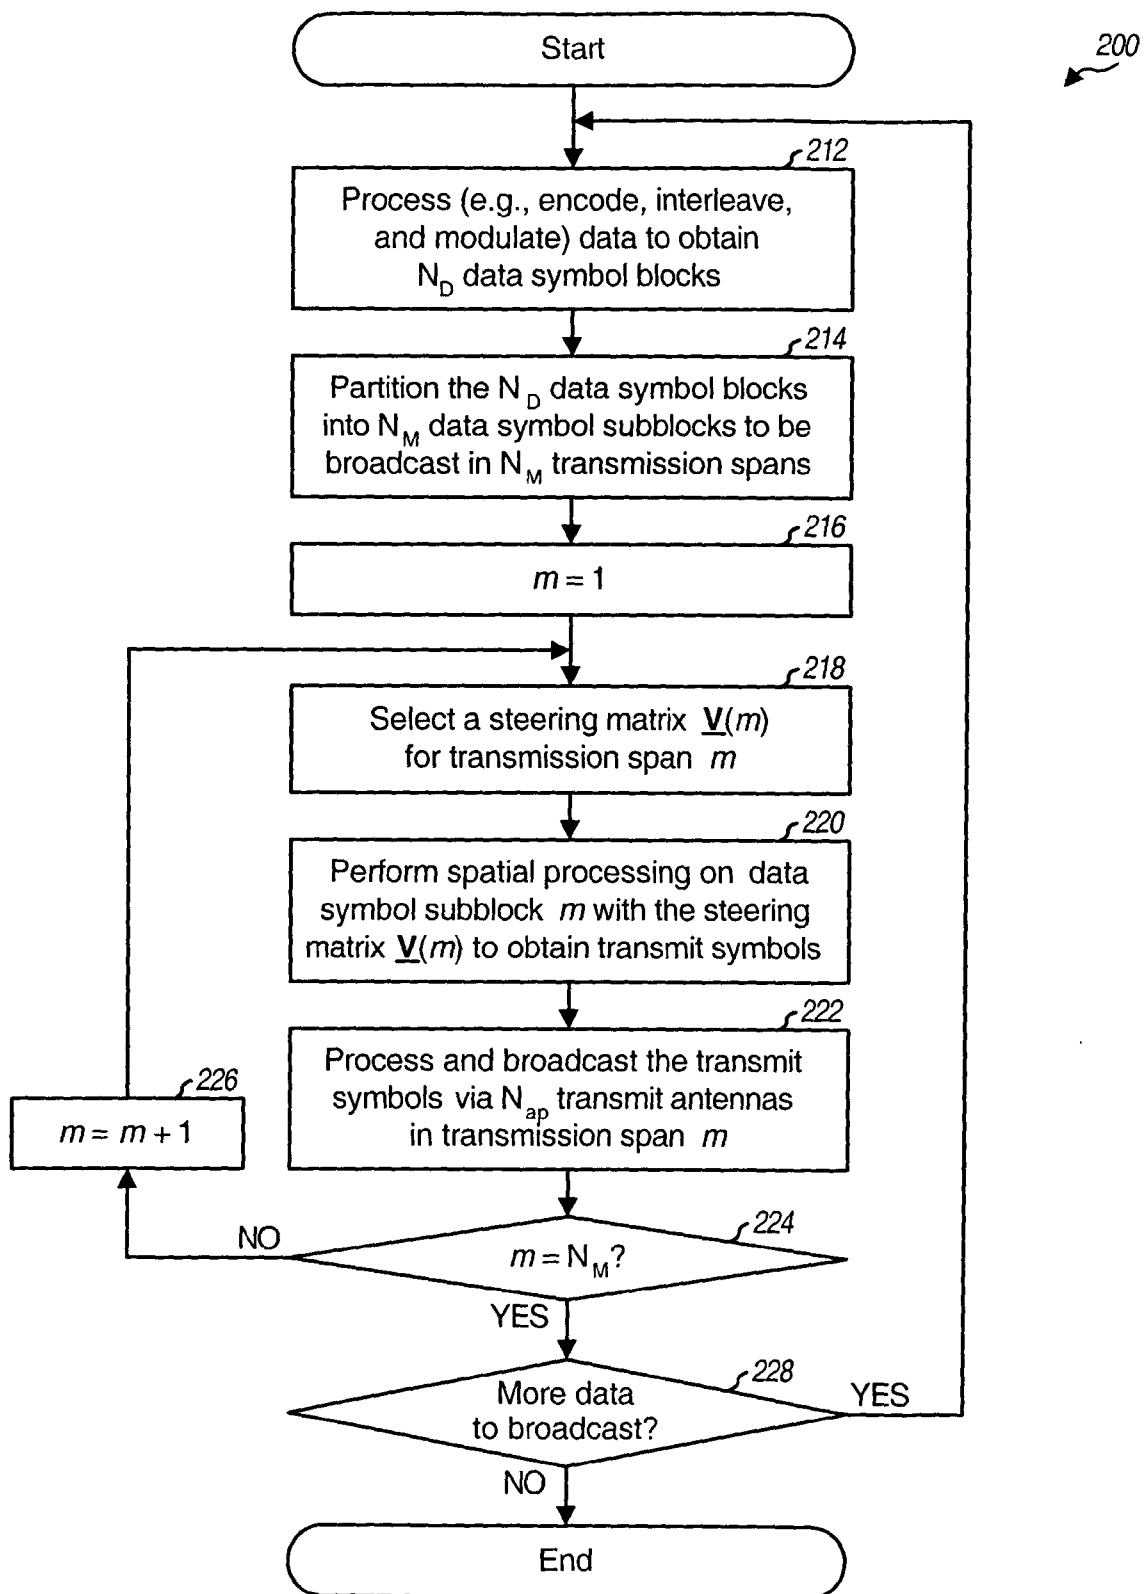 Start
200
212
Process (e.g., encode, interleave,
and modulate) data to obtain
N_D data symbol blocks
214
Partition the N_D data symbol blocks
into N_M data symbol subblocks to be
broadcast in N_M transmission spans
216
m = 1
218
Select a steering matrix V(m)
for transmission span m
220
Perform spatial processing on data
symbol subblock m with the steering
matrix V(m) to obtain transmit symbols
222
Process and broadcast the transmit
symbols via N_ap transmit antennas
in transmission span m
226
m = m + 1
224
NO
m = N_M?
YES
228
More data
to broadcast?
YES
NO
End